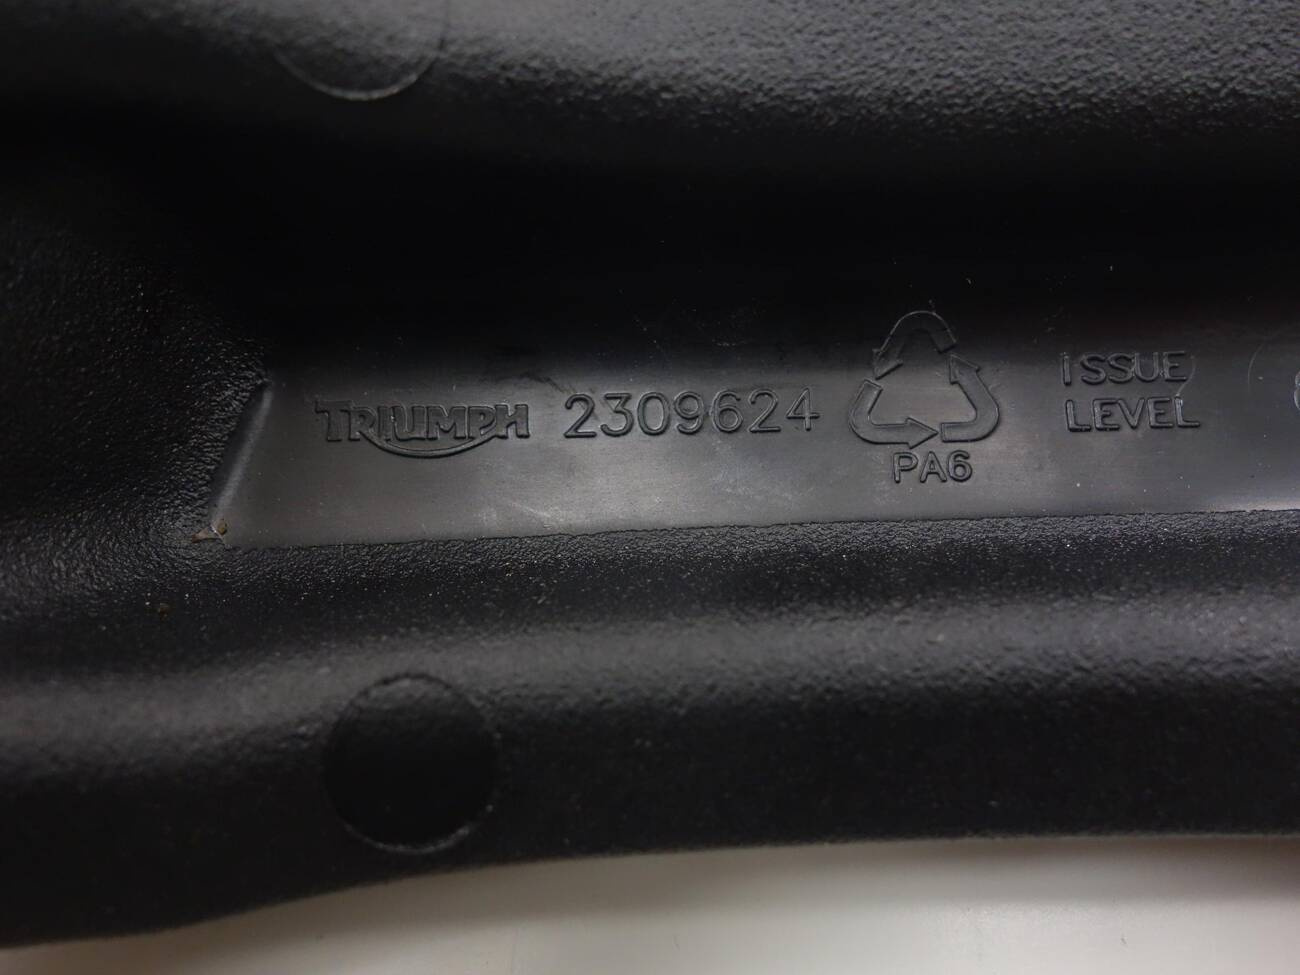 TRIUMPH 2309624
PA6
ISSUE
LEVEL